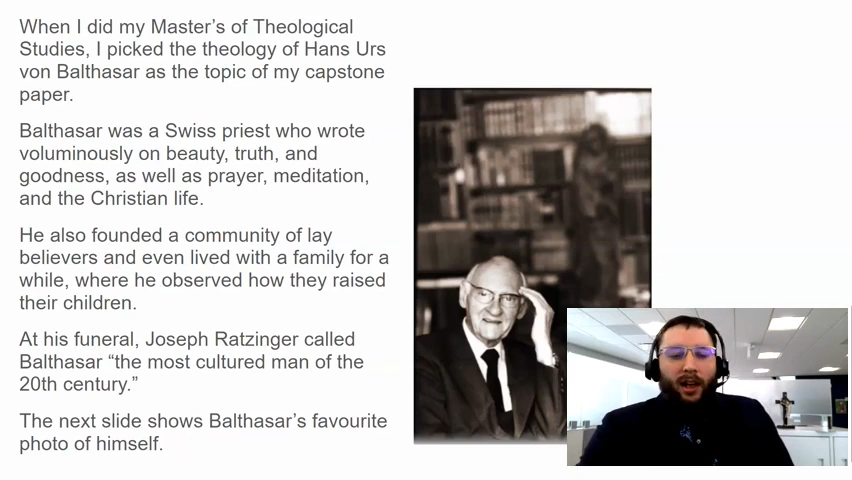 When I did my Master’s of Theological
Studies, I picked the theology of Hans Urs
von Balthasar as the topic of my capstone
paper.
Balthasar was a Swiss priest who wrote
voluminously on beauty, truth, and
goodness, as well as prayer, meditation,
and the Christian life.
He also founded a community of lay
believers and even lived with a family for a
while, where he observed how they raised
their children.
At his funeral, Joseph Ratzinger called
Balthasar “the most cultured man of the
20th century.”
The next slide shows Balthasar’s favourite
photo of himself.